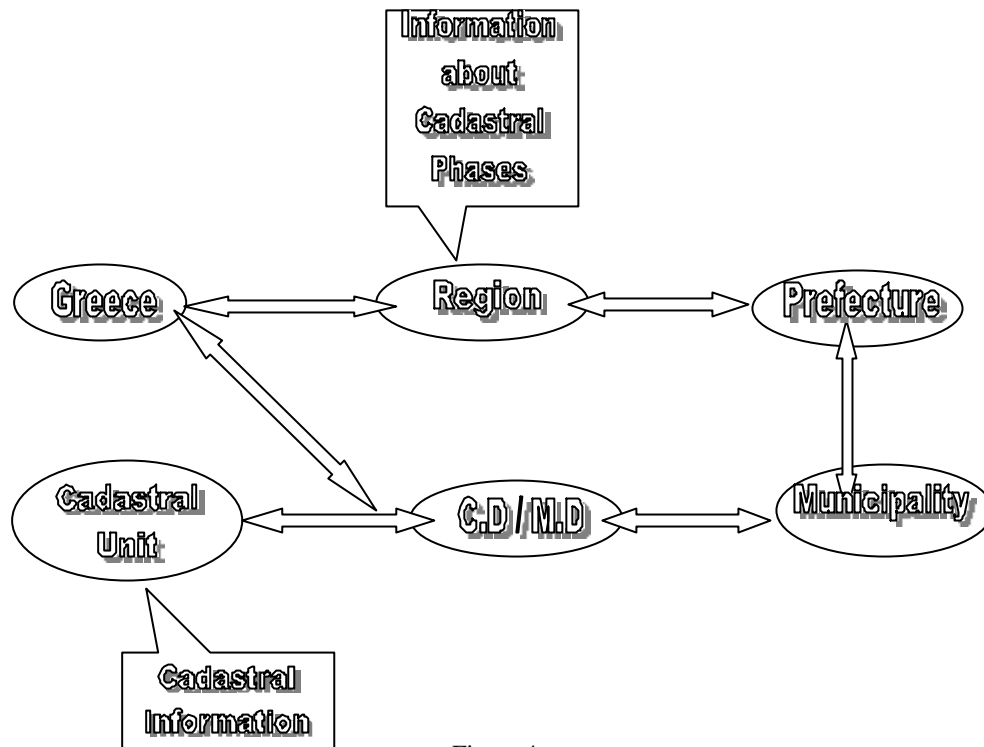 Information
about
Cadastral
Phases
Greece
Region
Prefecture
Cadastral
Unit
C.D / M.D
Municipality
Cadastral
Information